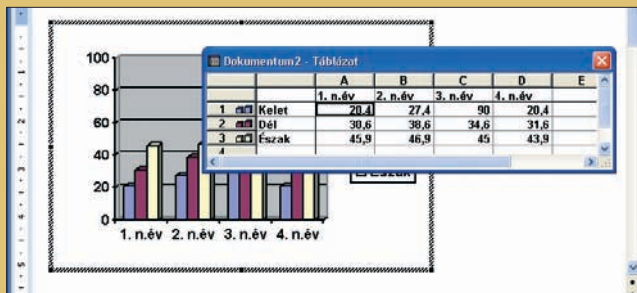 100
80
60
40
20
0
1. n.év 2. n.év 3. n.év 4. n.év
Észak
Dokumentum2 - Táblázat
A B C D E
1. n.év 2. n.év 3. n.év 4. n.év
1 Kelet 20,4 27,4 90 20,4
2 Dél 30,6 38,6 34,6 31,6
3 Észak 45,9 46,9 45 43,9
4